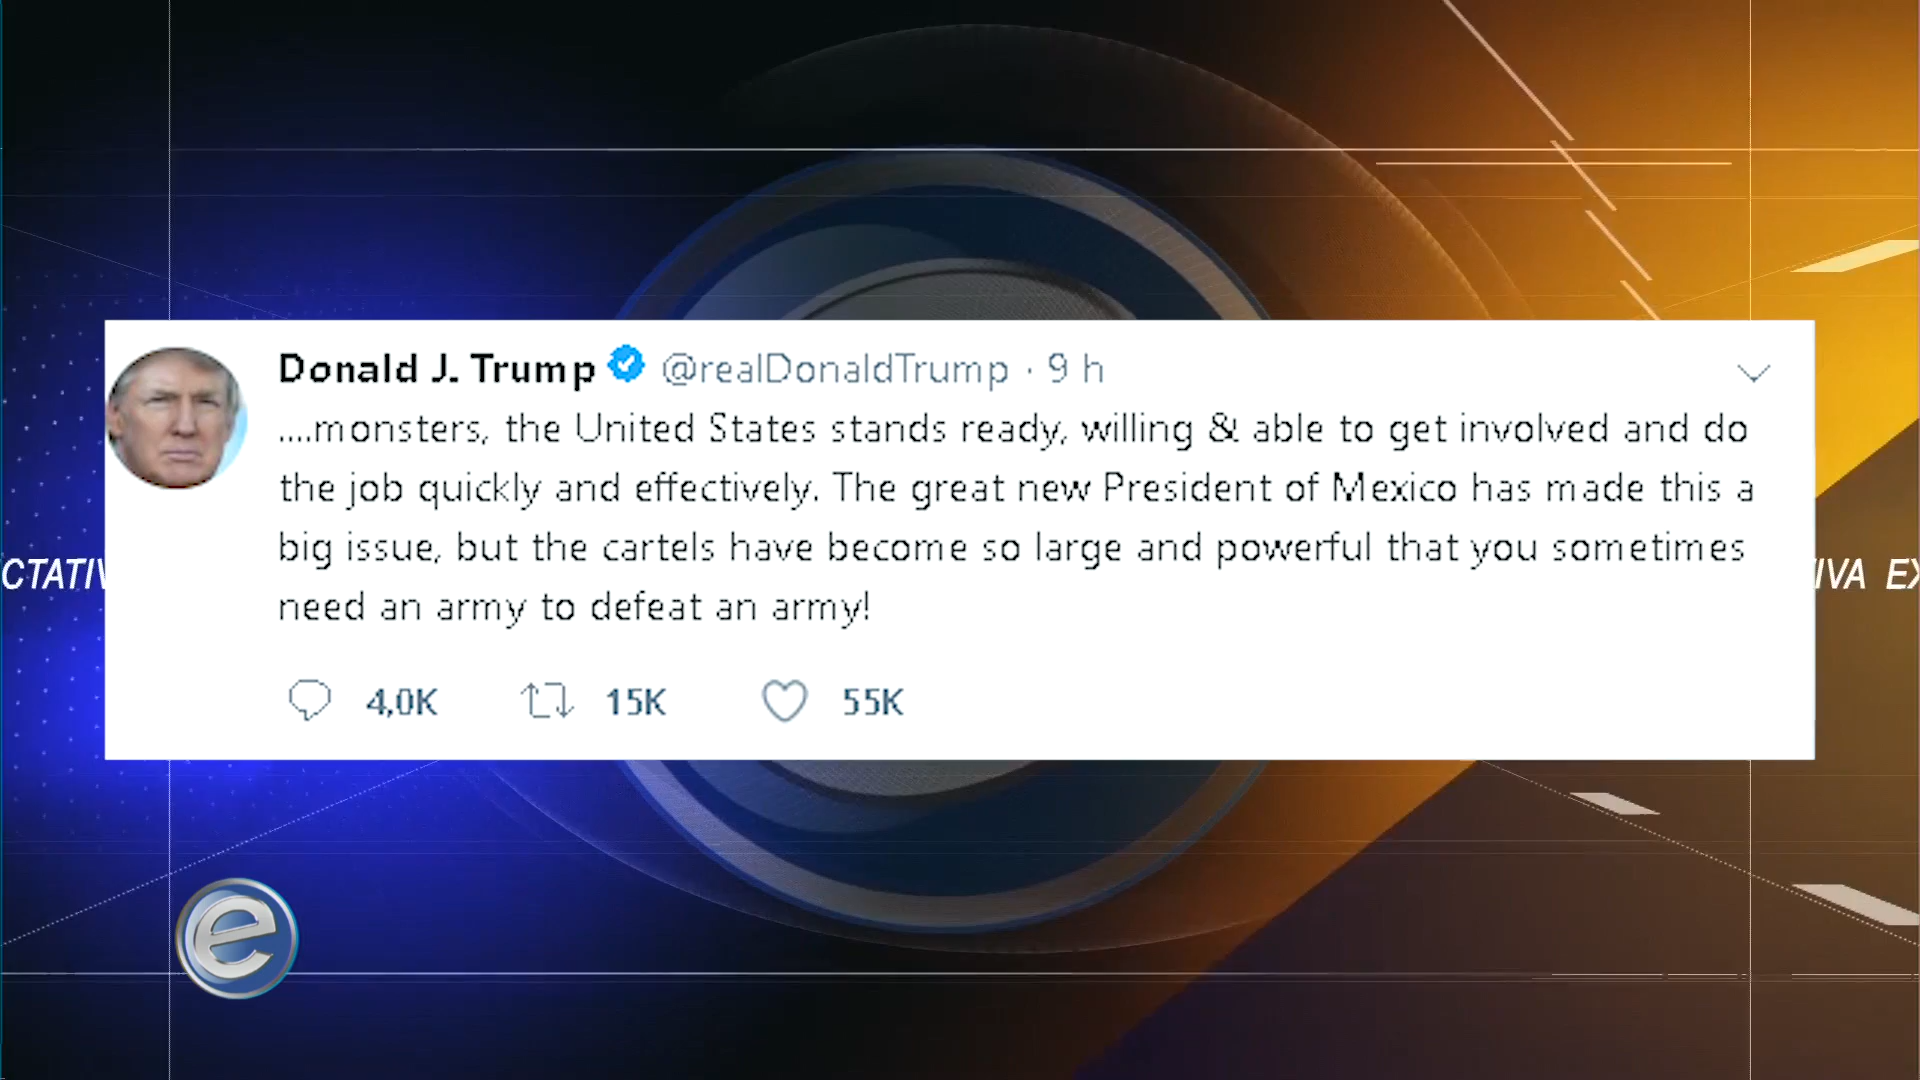 Donald J. Trump @realDonaldTrump · 9 h
....monsters, the United States stands ready, willing & able to get involved and do
the job quickly and effectively. The great new President of Mexico has made this a
big issue, but the cartels have become so large and powerful that you sometimes
need an army to defeat an army!
CTATIV
IVA EX
4,0K 15K 55K
e